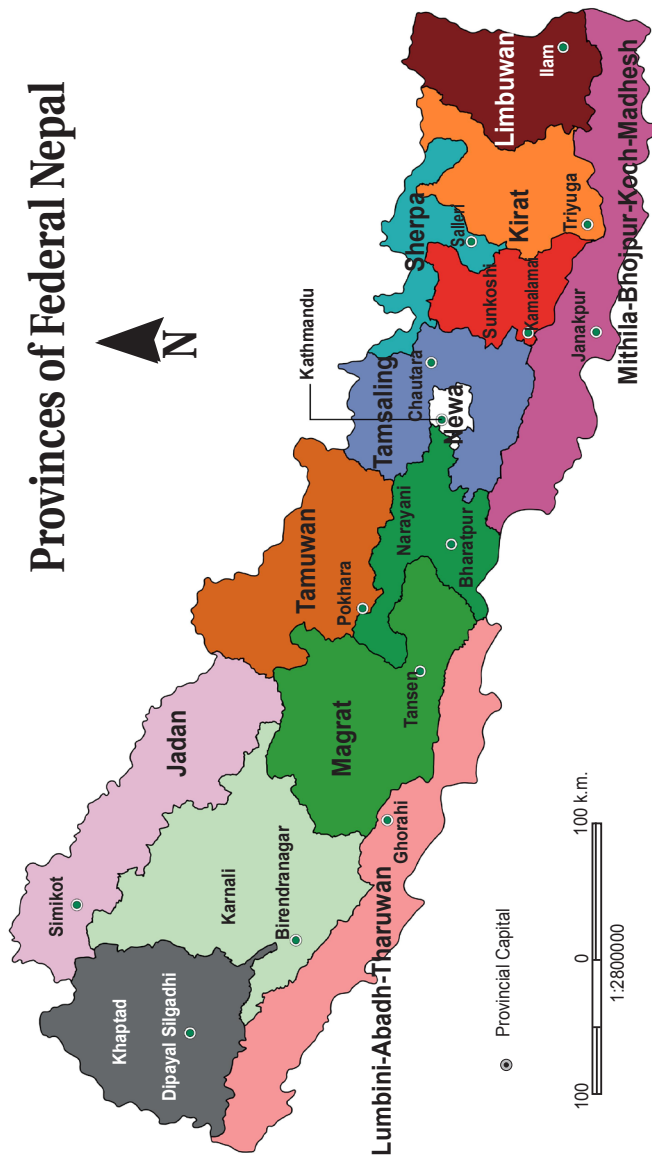 Provinces of Federal Nepal
N
Simikot
Jadan
Khaptad
Dipayal Silgadhi
Karnali
Birendranagar
Tamuwan
Pokhara
Magrat
Tansen
Ghorahi
Lumbini-Abadh-Tharuwan
Kathmandu
Tamsaling
Chautara
Newa
Narayani
Bharatpur
Sherpa
Salleri
Sunkoshi
Kamalamai
Limbuwan
Ilam
Kirat
Triyuga
Janakpur
Mithila-Bhojpur-Koch-Madhesh
Provincial Capital
100 0 100 k.m.
1:2800000